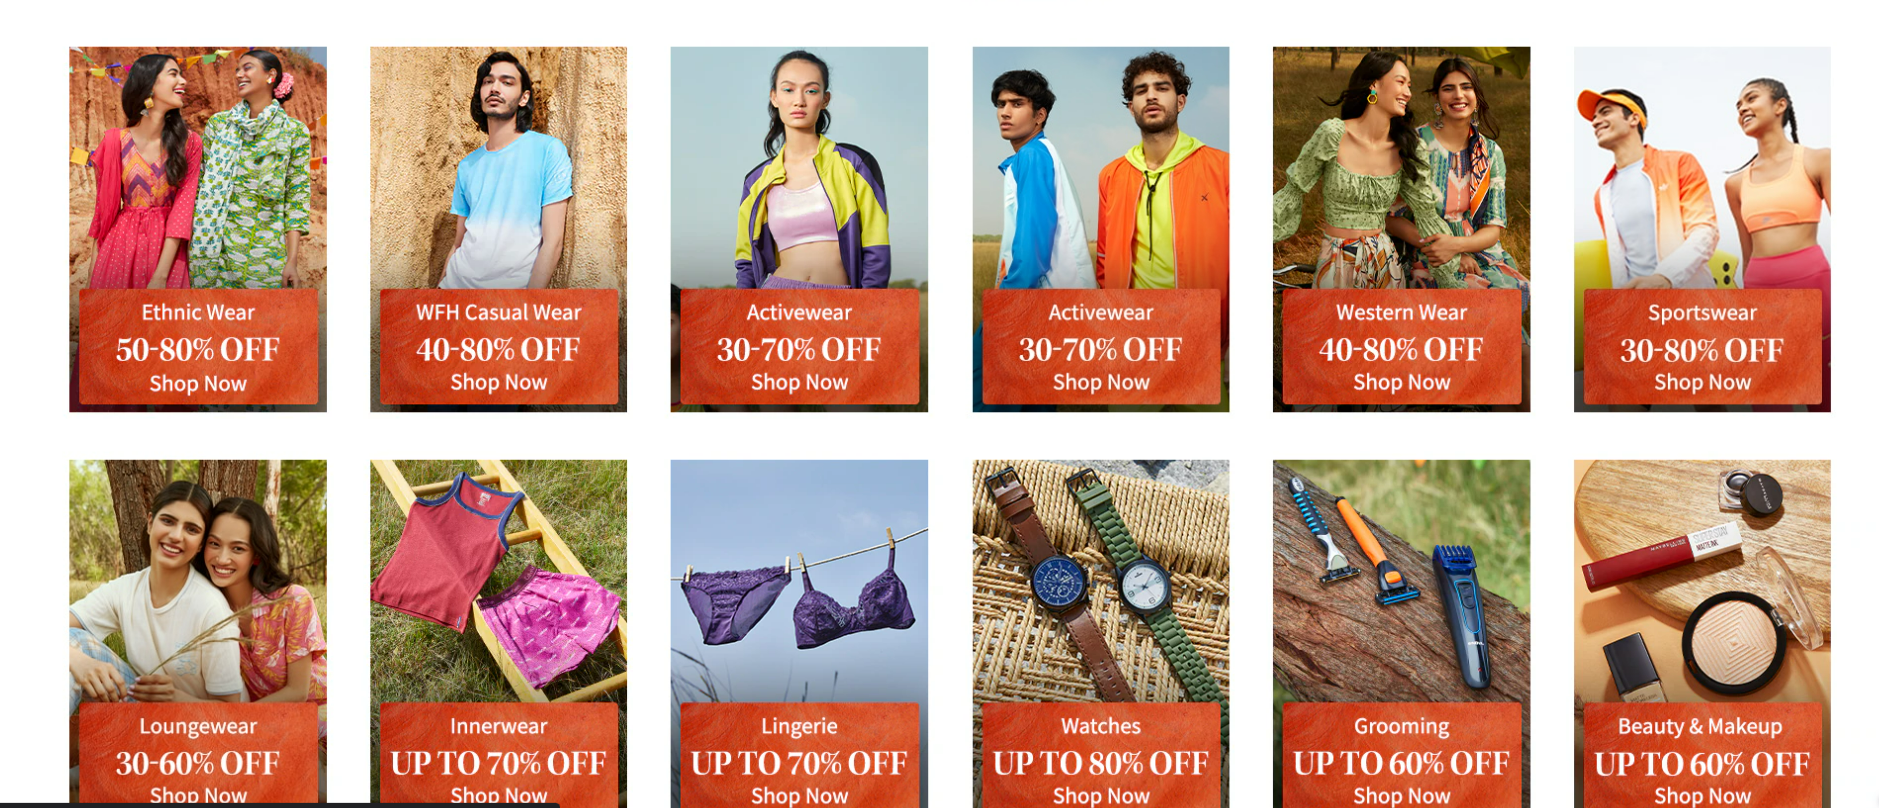 Ethnic Wear
50-80% OFF
Shop Now
WFH Casual Wear
40-80% OFF
Shop Now
Activewear
30-70% OFF
Shop Now
Activewear
30-70% OFF
Shop Now
Western Wear
40-80% OFF
Shop Now
Sportswear
30-80% OFF
Shop Now
Loungewear
30-60% OFF
Shop Now
Innerwear
UP TO 70% OFF
Shop Now
Lingerie
UP TO 70% OFF
Shop Now
Watches
UP TO 80% OFF
Shop Now
Grooming
UP TO 60% OFF
Shop Now
MAYBELLINE
SUPERSTAY
MATTE INK
Beauty & Makeup
UP TO 60% OFF
Shop Now